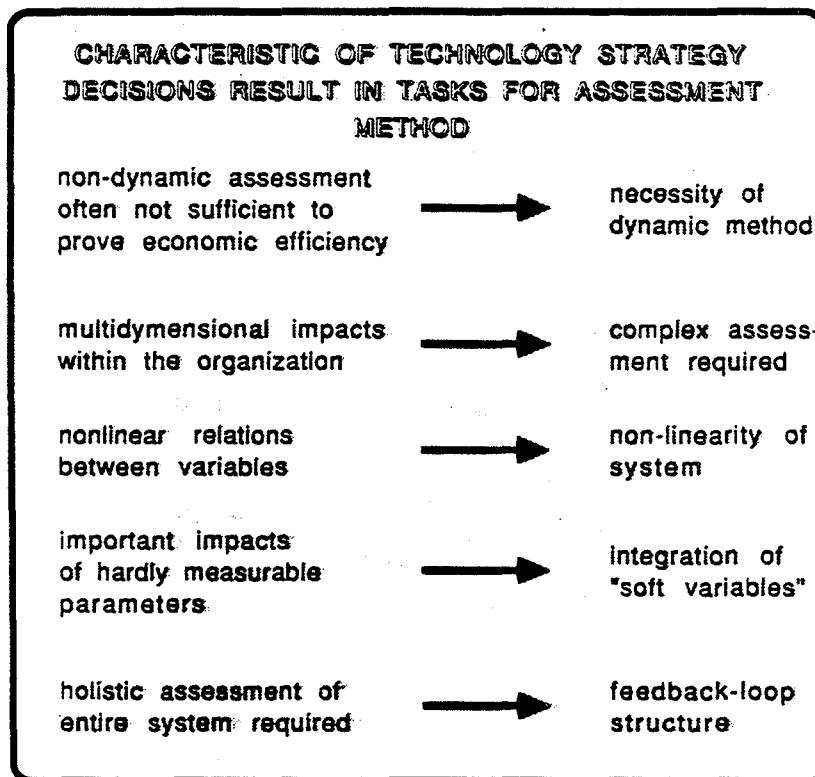 CHARACTERISTIC OF TECHNOLOGY STRATEGY
DECISIONS RESULT IN TASKS FOR ASSESSMENT
METHOD
non-dynamic assessment
often not sufficient to
prove economic efficiency
necessity of
dynamic method
multidymensional impacts
within the organization
complex assess-
ment required
nonlinear relations
between variables
non-linearity of
system
important impacts
of hardly measurable
parameters
integration of
"soft variables"
holistic assessment of
entire system required
feedback-loop
structure